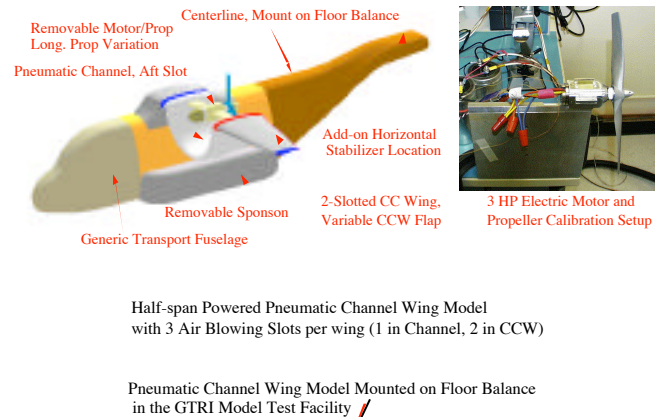 Removable Motor/Prop
Long. Prop Variation
Centerline, Mount on Floor Balance
Pneumatic Channel, Aft Slot
Add-on Horizontal
Stabilizer Location
Removable Sponson
2-Slotted CC Wing,
Variable CCW Flap
3 HP Electric Motor and
Propeller Calibration Setup
Generic Transport Fuselage
Half-span Powered Pneumatic Channel Wing Model
with 3 Air Blowing Slots per wing (1 in Channel, 2 in CCW)
Pneumatic Channel Wing Model Mounted on Floor Balance
in the GTRI Model Test Facility